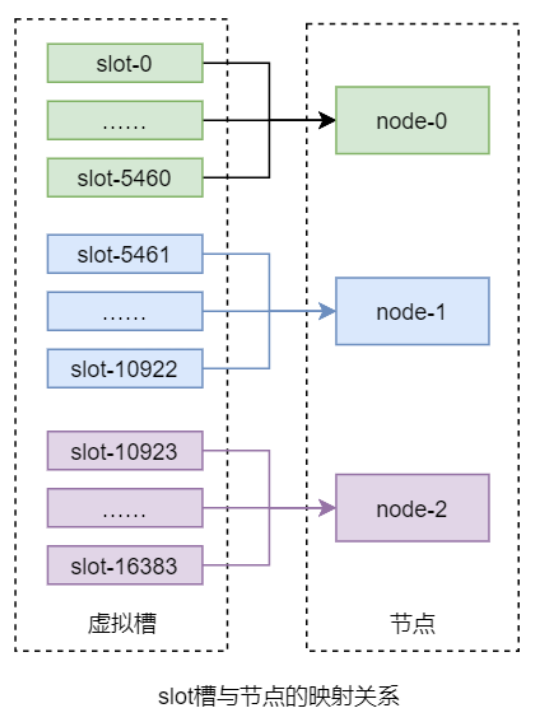 slot-0
……
slot-5460
node-0
slot-5461
……
slot-10922
node-1
slot-10923
……
slot-16383
node-2
虚拟槽
节点
slot槽与节点的映射关系